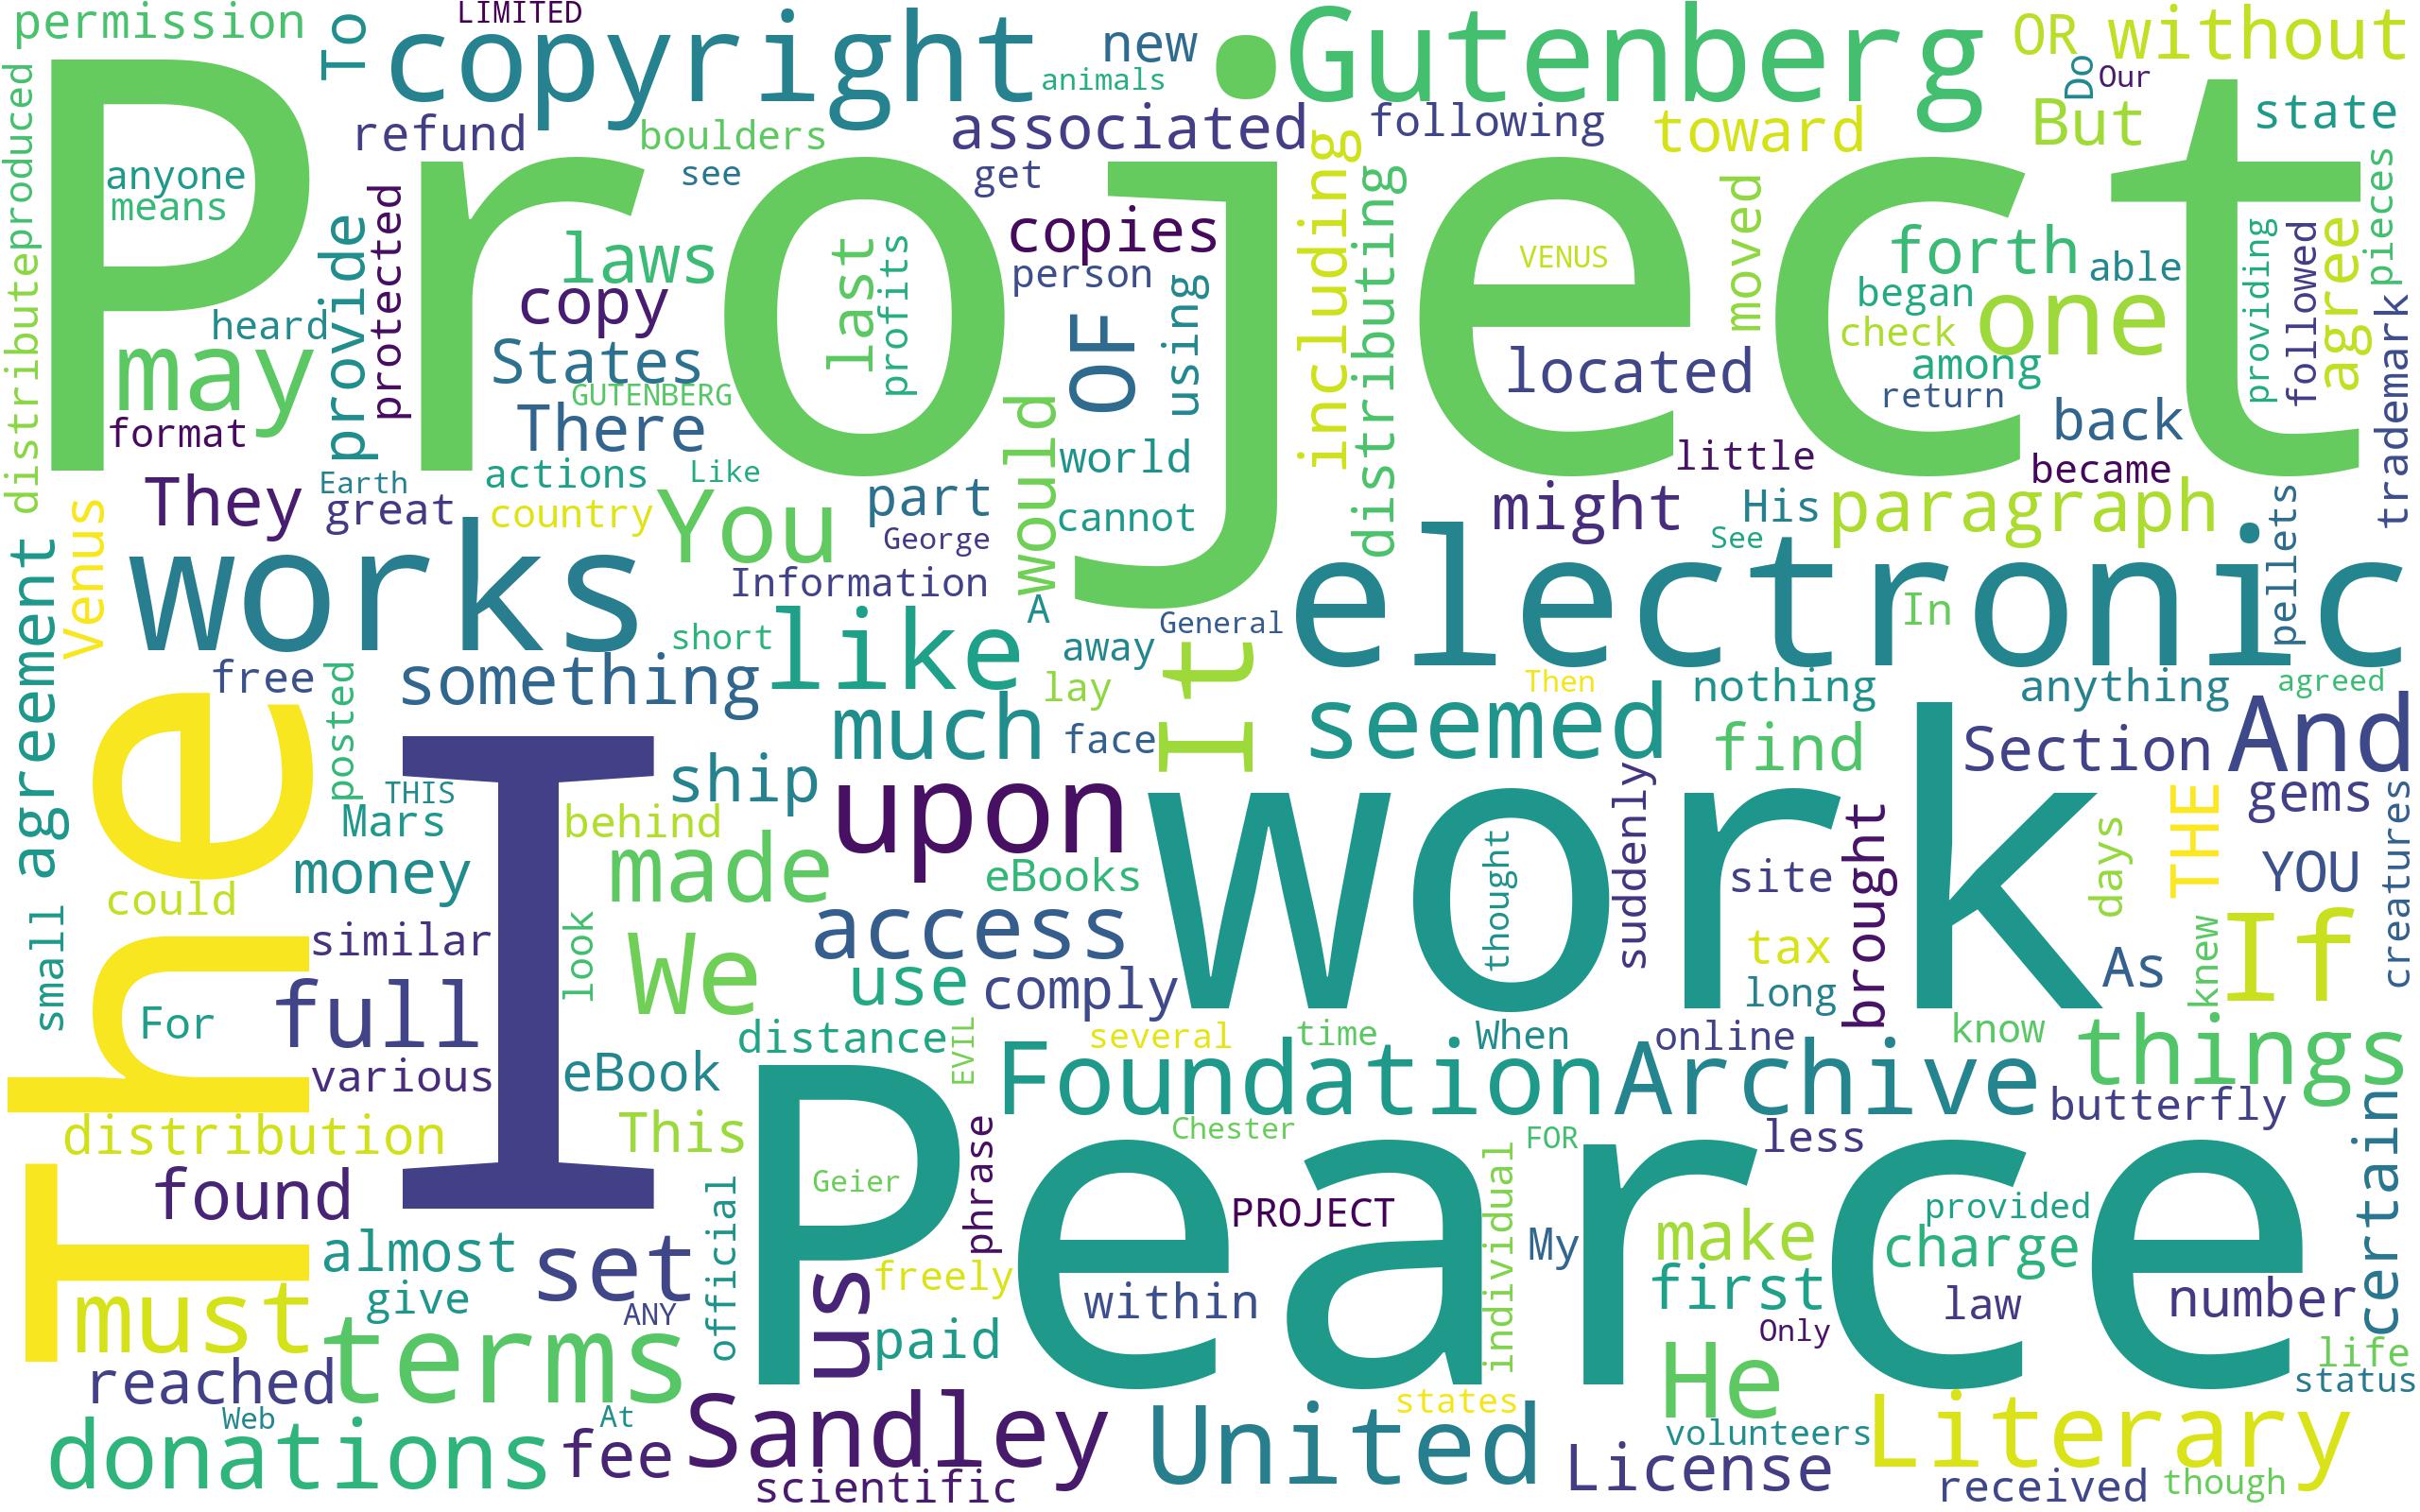 permission
To
LIMITED
copyright
new
animals
•
Gutenberg
OR
without
Do
Our
But
state
Project
refund
boulders
see
associated
get
following
toward
anyone
means
protected
provide
distributeproduced
laws
copy
last
profits
copies
person
OF
using
including
distributing
VENUS
moved
forth
able
began
check
one
among
return
providing
followed
agree
pieces
trademark
heard
may
format
States
GUTENBERG
There
would
world
located
little
back
became
They
Earth
great
actions
Like
country
You
part
George
cannot
might
His
See
paragraph
pellets
Venus
works
Information
A
General
electronic
In
agreement
free
something
short
like
away
lay
It
Then
nothing
anything
agreed
posted
much
face
seemed
find
Section
And
The
I
THIS
Mars
ship
behind
upon
work
suddenly
brought
days
THE
gems
YOU
creatures
money
made
eBooks
thought
site
could
similar
look
We
access
tax
knew
If
small
For
full
use
comply
long
As
various
eBook
distance
EVIL
several
time
When
online
know
things
Foundation
Archive
butterfly
distribution
This
Pearce
phrase
Chester
FOR
less
certain
found
Geier
PROJECT
individual
My
make
provided
charge
almost
set
official
us
freely
within
first
law
number
must
give
ANY
paid
Only
life
status
reached
terms
He
Web
At
Sandley
United
states
volunteers
Literary
donations
fee
scientific
License
received
though